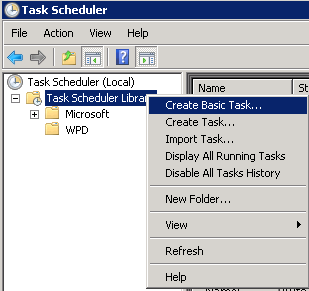 Task Scheduler
File Action View Help
Task Scheduler (Local)
Task Scheduler Librar
Microsoft
WPD
Name
St
Create Basic Task...
Create Task...
Import Task...
Display All Running Tasks
Disable All Tasks History
New Folder...
View
Refresh
Help